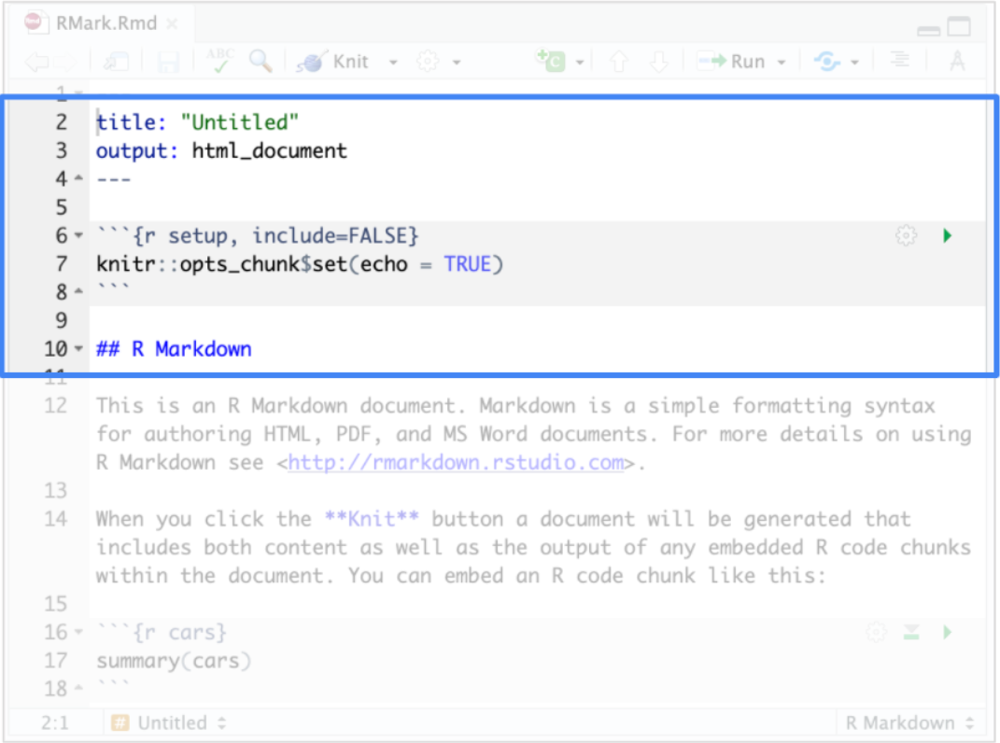 RMark.Rmd ×
ABC Knit C Run
1 ---
2 title: "Untitled"
3 output: html_document
4 ---
5
6 ```{r setup, include=FALSE}
7 knitr::opts_chunk$set(echo = TRUE)
8 ```
9
10 ## R Markdown
11
12 This is an R Markdown document. Markdown is a simple formatting syntax
for authoring HTML, PDF, and MS Word documents. For more details on using
R Markdown see <http://rmarkdown.rstudio.com>.
13
14 When you click the **Knit** button a document will be generated that
includes both content as well as the output of any embedded R code chunks
within the document. You can embed an R code chunk like this:
15
16 ```{r cars}
17 summary(cars)
18 ```
2:1 # Untitled R Markdown